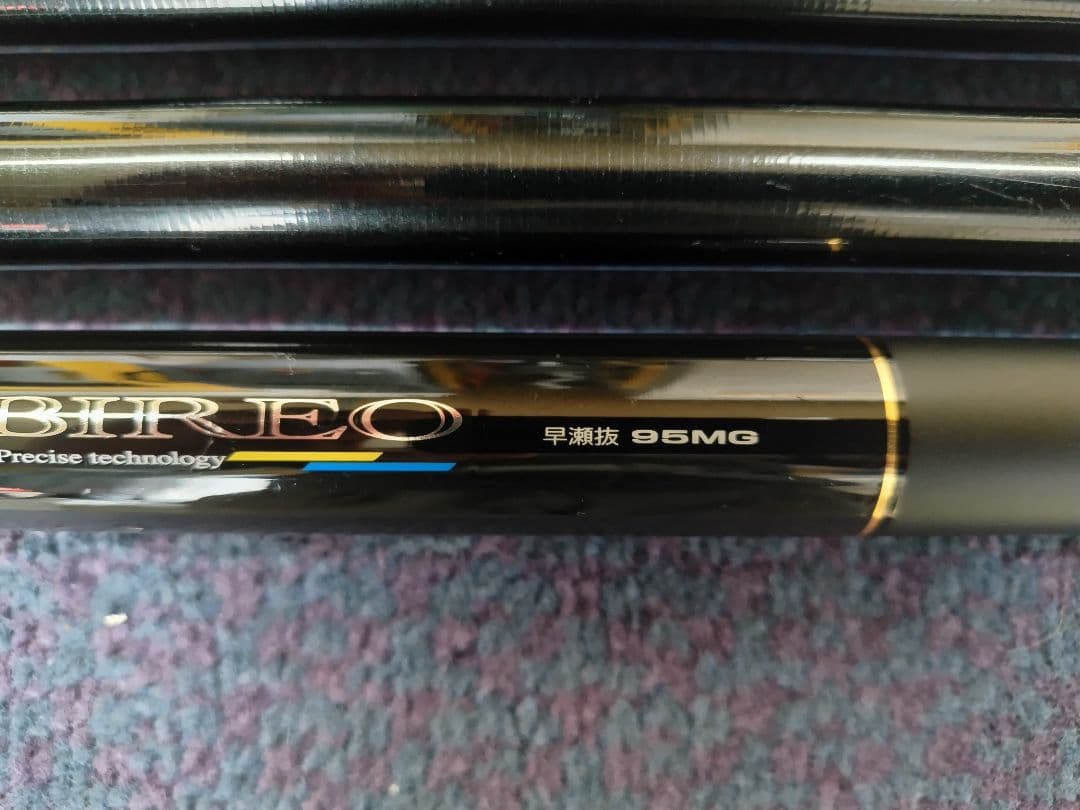 BIREO
Precise technology
早瀬抜 95MG